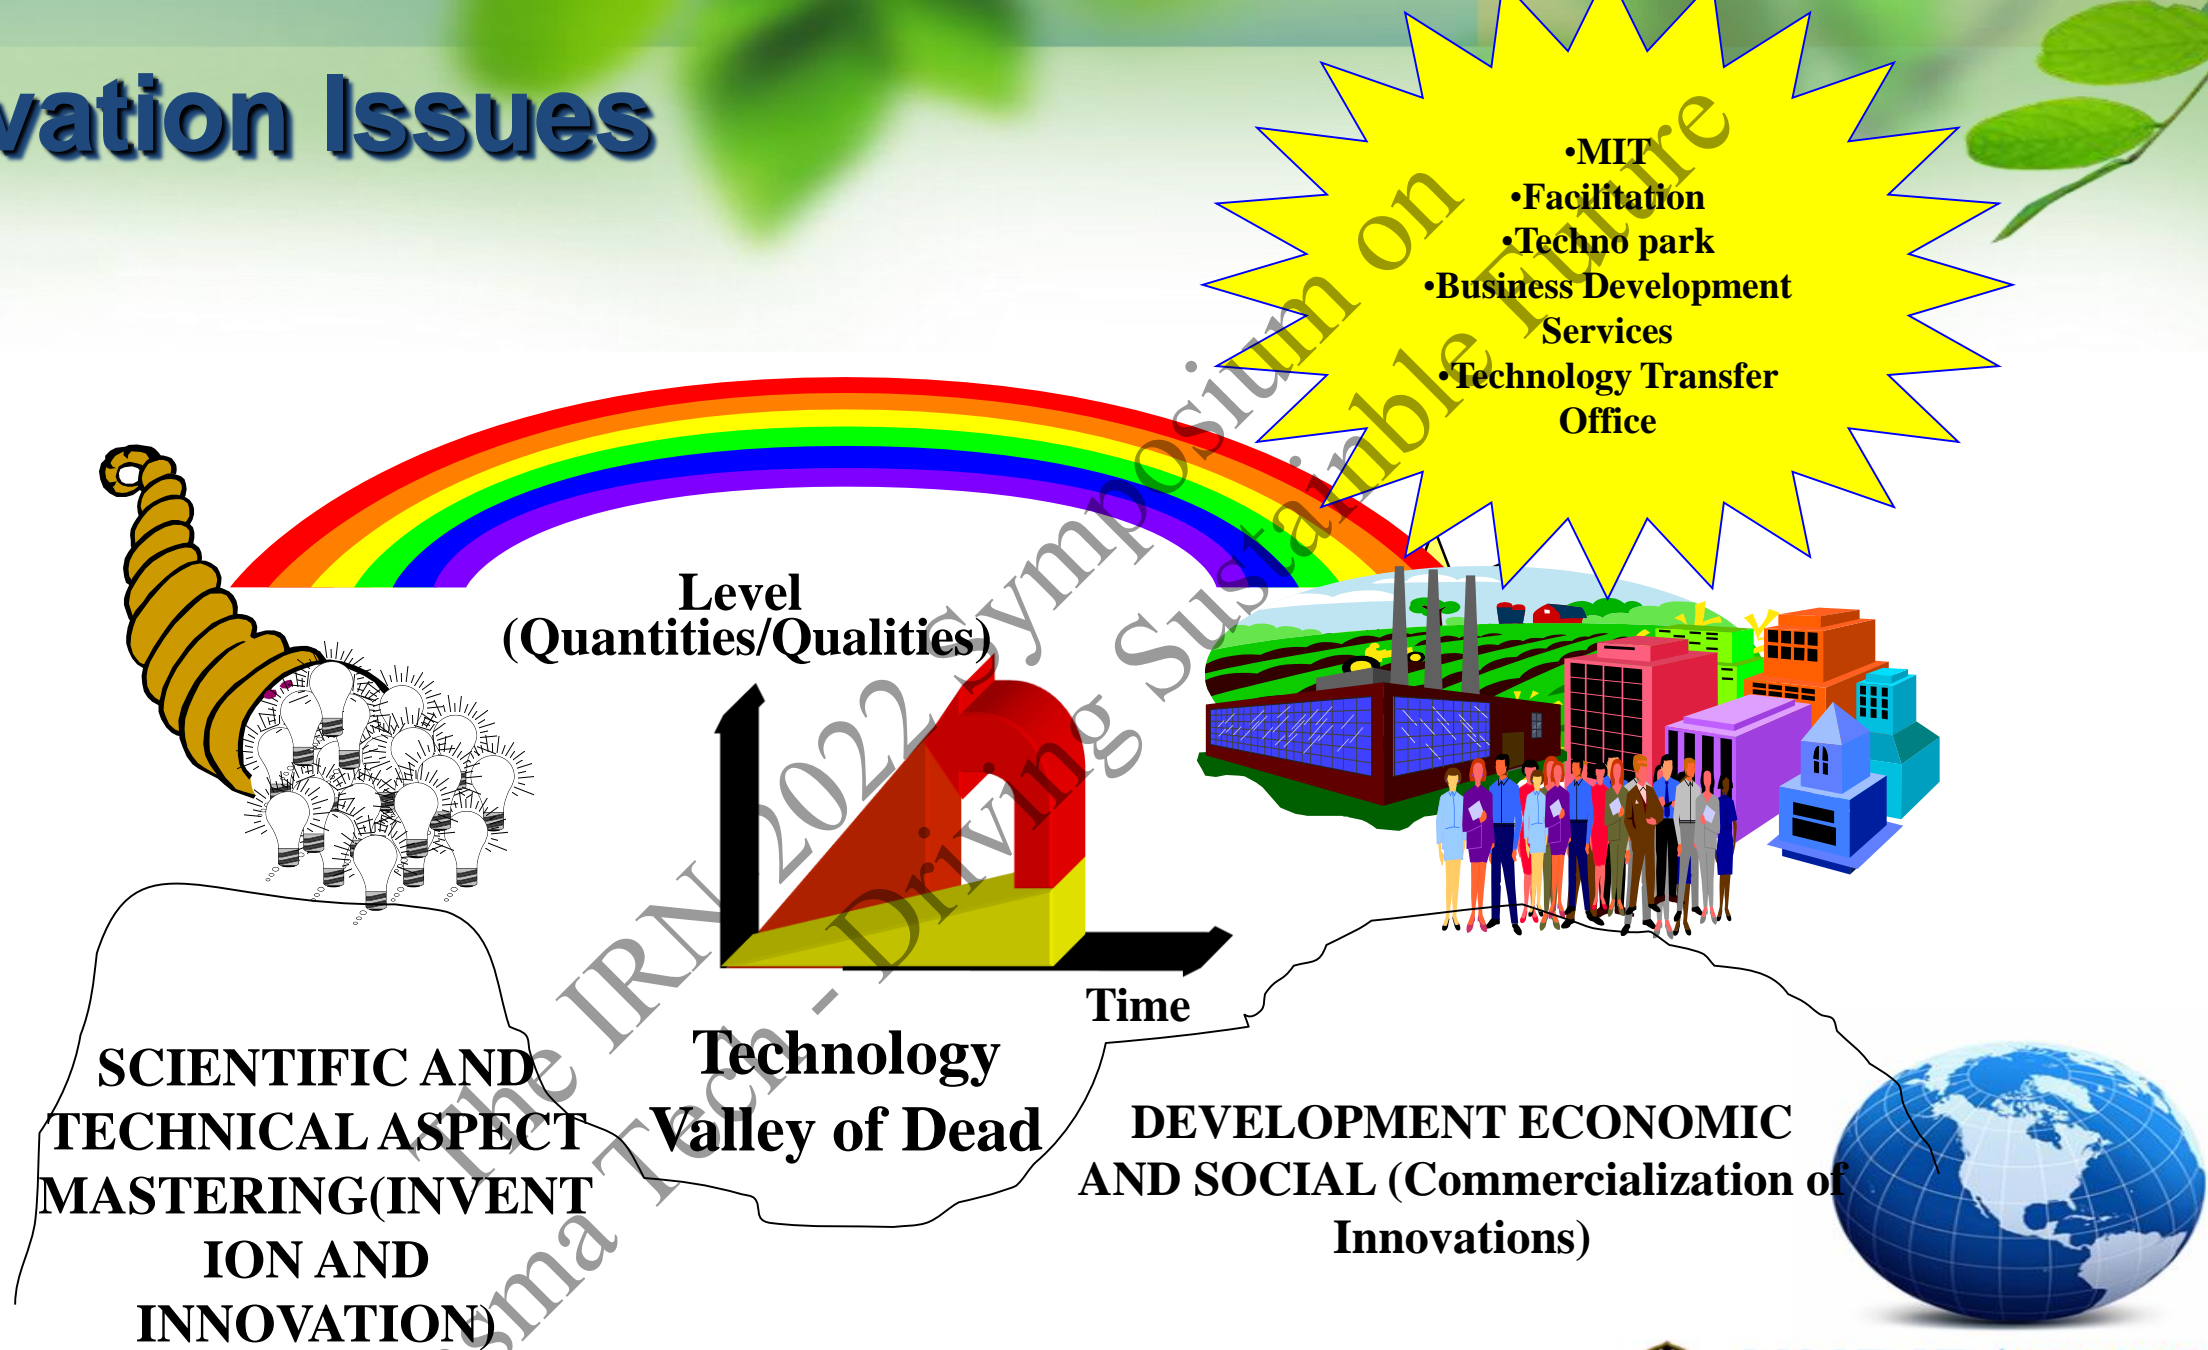 vation Issues
•MIT
•Facilitation
•Techno park
•Business Development
Services
•Technology Transfer
Office
Level
(Quantities/Qualities)
Time
Technology
Valley of Dead
SCIENTIFIC AND
TECHNICAL ASPECT
MASTERING(INVENT
ION AND
INNOVATION)
DEVELOPMENT ECONOMIC
AND SOCIAL (Commercialization of
Innovations)
The IRN 2022 Symposium on
sma Tech - Driving Sustainble Future